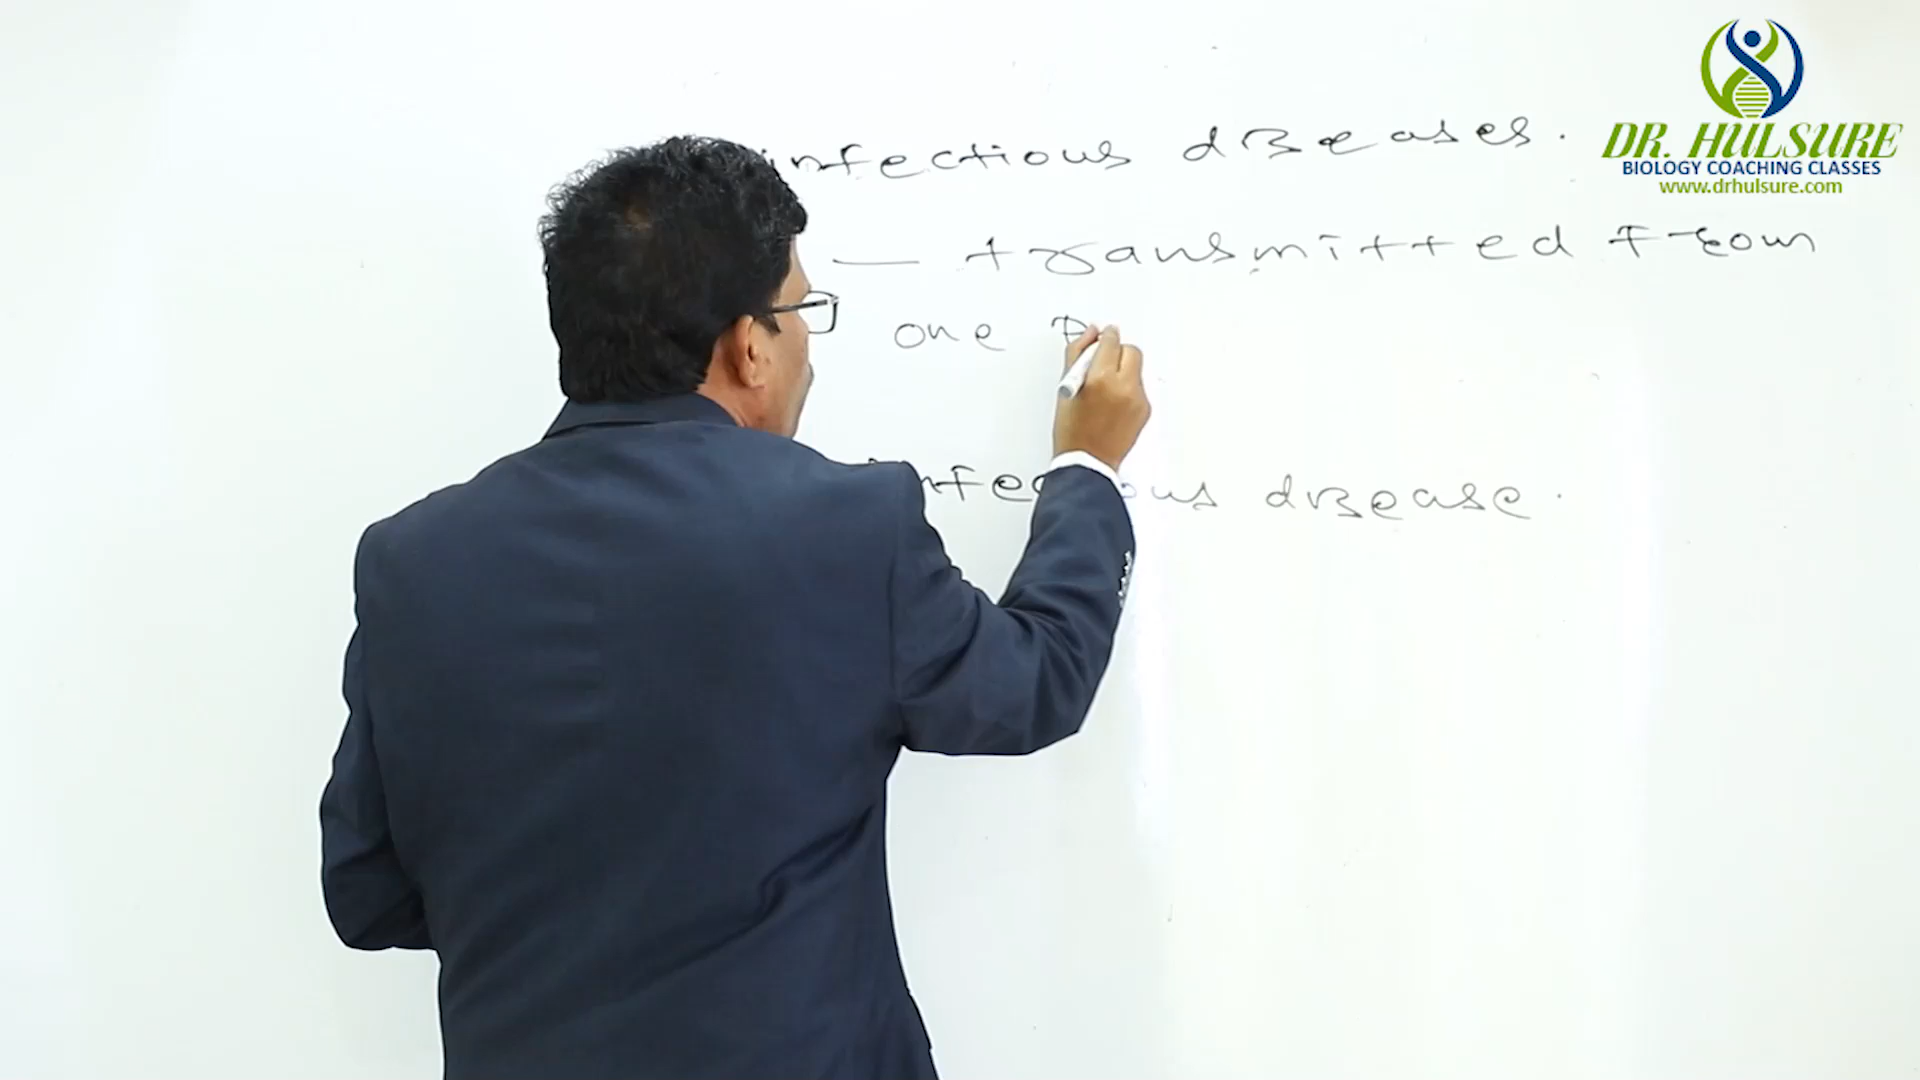 infectious diseases.
— transmitted from
one P
infectious disease.
DR. HULSURE
BIOLOGY COACHING CLASSES
www.drhulsure.com